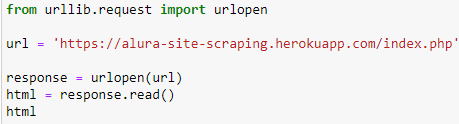 from urllib.request import urlopen
url = 'https://alura-site-scraping.herokuapp.com/index.php'
response = urlopen(url)
html = response.read()
html